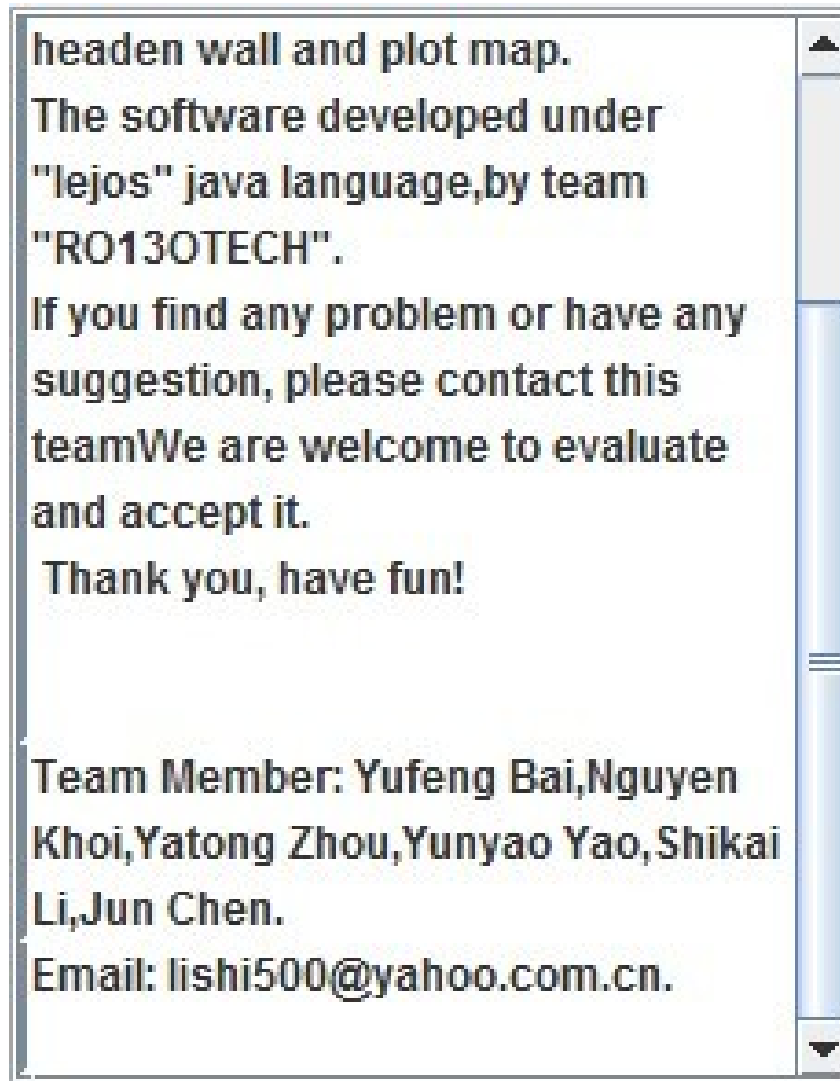 headen wall and plot map.
The software developed under
"lejos" java language,by team
"RO13OTECH".
If you find any problem or have any
suggestion, please contact this
teamWe are welcome to evaluate
and accept it.
Thank you, have fun!
Team Member: Yufeng Bai,Nguyen
Khoi,Yatong Zhou,Yunyao Yao,Shikai
Li,Jun Chen.
Email: lishi500@yahoo.com.cn.